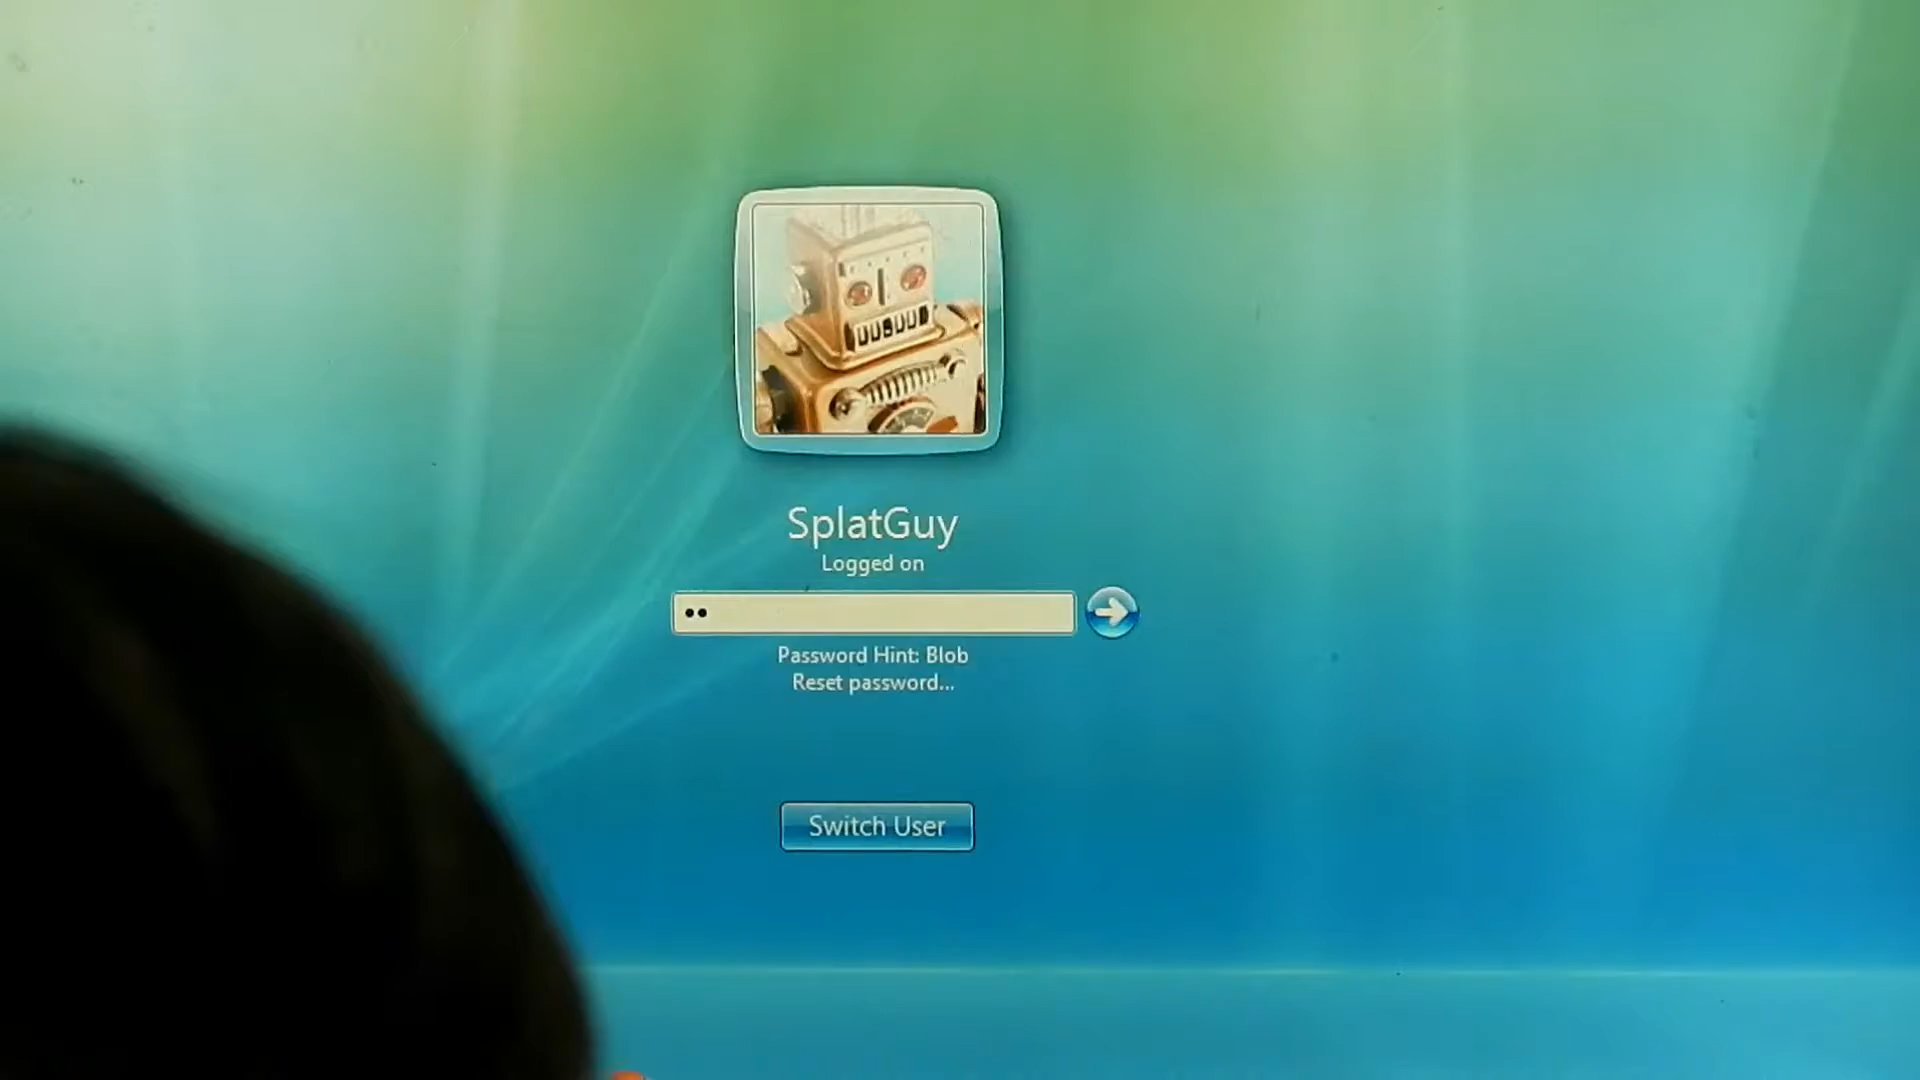 SplatGuy
Logged on
••
Password Hint: Blob
Reset password...
Switch User